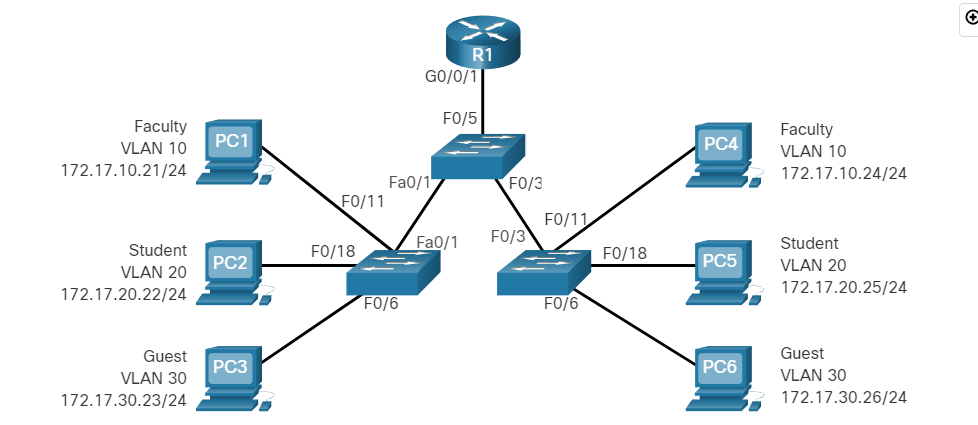 R1
G0/0/1
F0/5
Faculty
VLAN 10
172.17.10.21/24
PC1
PC4
Faculty
VLAN 10
172.17.10.24/24
Fa0/1
F0/3
F0/11
F0/11
Student
VLAN 20
172.17.20.22/24
PC2
F0/18
Fa0/1
F0/3
F0/18
PC5
Student
VLAN 20
172.17.20.25/24
F0/6
F0/6
Guest
VLAN 30
172.17.30.23/24
PC3
PC6
Guest
VLAN 30
172.17.30.26/24